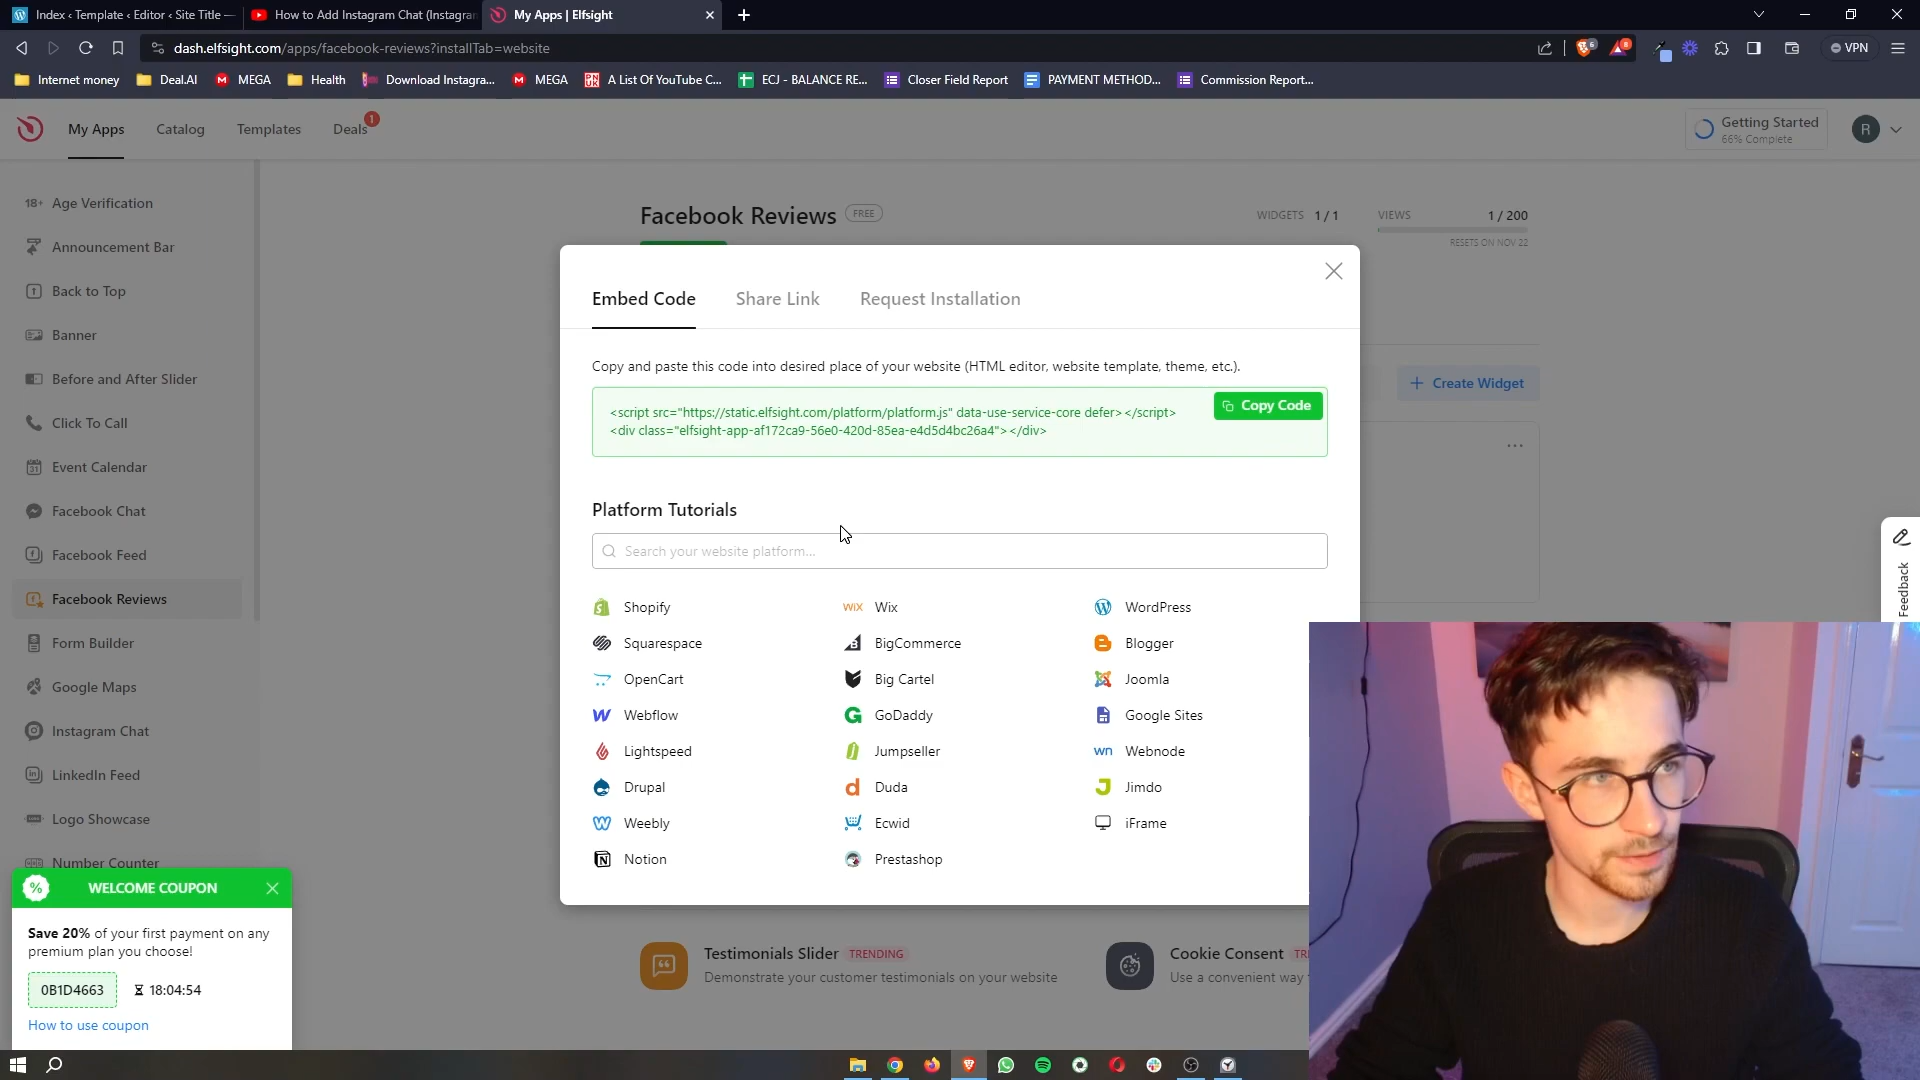 Index ‹ Template ‹ Editor ‹ Site Title —
How to Add Instagram Chat (Instagra
My Apps | Elfsight
dash.elfsight.com/apps/facebook-reviews?installTab=website
6
8
VPN
Internet money
Deal.AI
MEGA
Health
Download Instagra...
MEGA
A List Of YouTube C...
ECJ - BALANCE RE...
Closer Field Report
PAYMENT METHOD...
Commission Report...
My Apps
Catalog
Templates
Deals
1
Getting Started
66% Complete
R
18+ Age Verification
Announcement Bar
Back to Top
Banner
Before and After Slider
Click To Call
Event Calendar
Facebook Chat
Facebook Feed
Facebook Reviews
Form Builder
Google Maps
Instagram Chat
LinkedIn Feed
Logo Showcase
Number Counter
Facebook Reviews FREE
WIDGETS 1 / 1
VIEWS 1 / 200
RESETS ON NOV 22
Create Widget
Embed Code
Share Link
Request Installation
Copy and paste this code into desired place of your website (HTML editor, website template, theme, etc.).
<script src="https://static.elfsight.com/platform/platform.js" data-use-service-core defer></script>
<div class="elfsight-app-af172ca9-56e0-420d-85ea-e4d5d4bc26a4"></div>
Copy Code
Platform Tutorials
Search your website platform...
Shopify
WiX Wix
WordPress
Squarespace
BigCommerce
Blogger
OpenCart
Big Cartel
Joomla
Webflow
GoDaddy
Google Sites
Lightspeed
Jumpseller
wn Webnode
Drupal
Duda
Jimdo
Weebly
Ecwid
iFrame
Notion
Prestashop
Feedback
WELCOME COUPON
Save 20% of your first payment on any
premium plan you choose!
0B1D4663
18:04:54
How to use coupon
Testimonials Slider TRENDING
Demonstrate your customer testimonials on your website
Cookie Consent TR
Use a convenient way